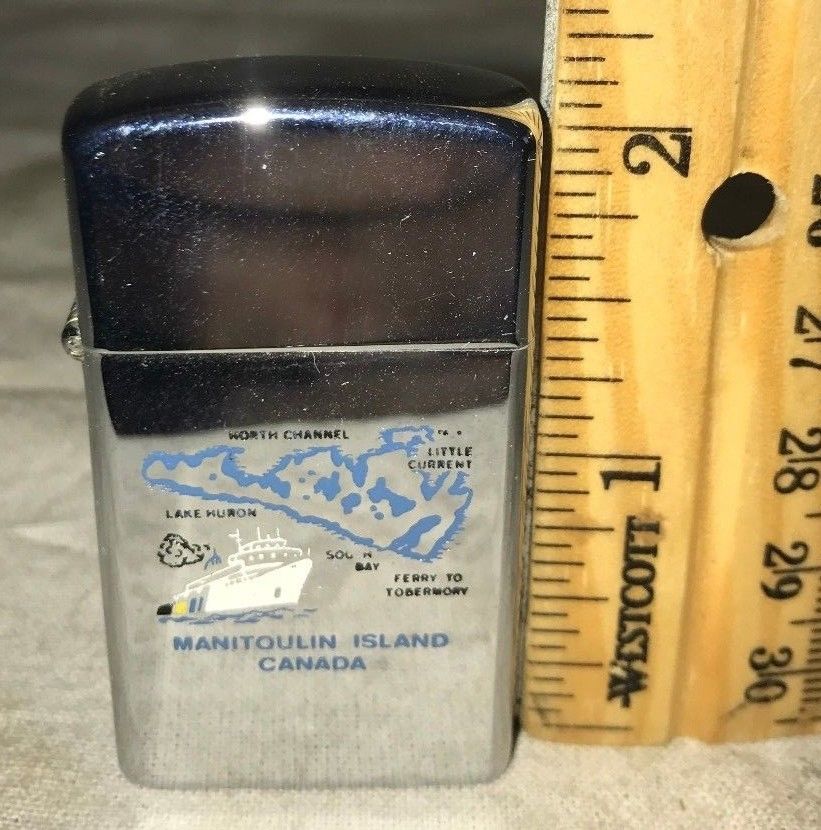 NORTH CHANNEL
LITTLE
CURRENT
LAKE HURON
BAY
FERRY TO
TOBERMORY
MANITOULIN ISLAND
CANADA
2
1
WESTCOTT
27
28
29
30